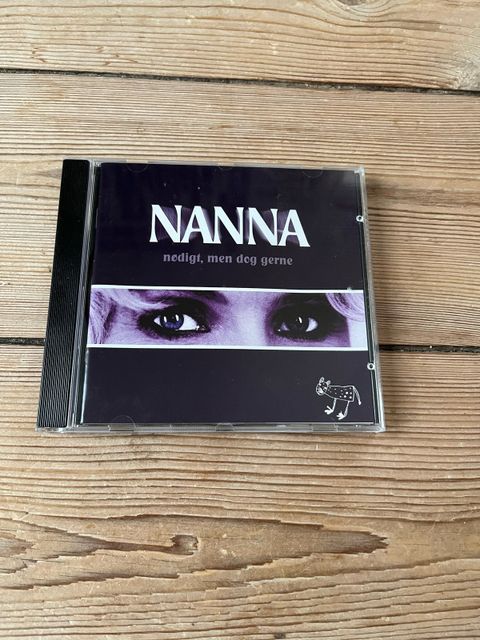 NANNA
nødigt, men dog gerne